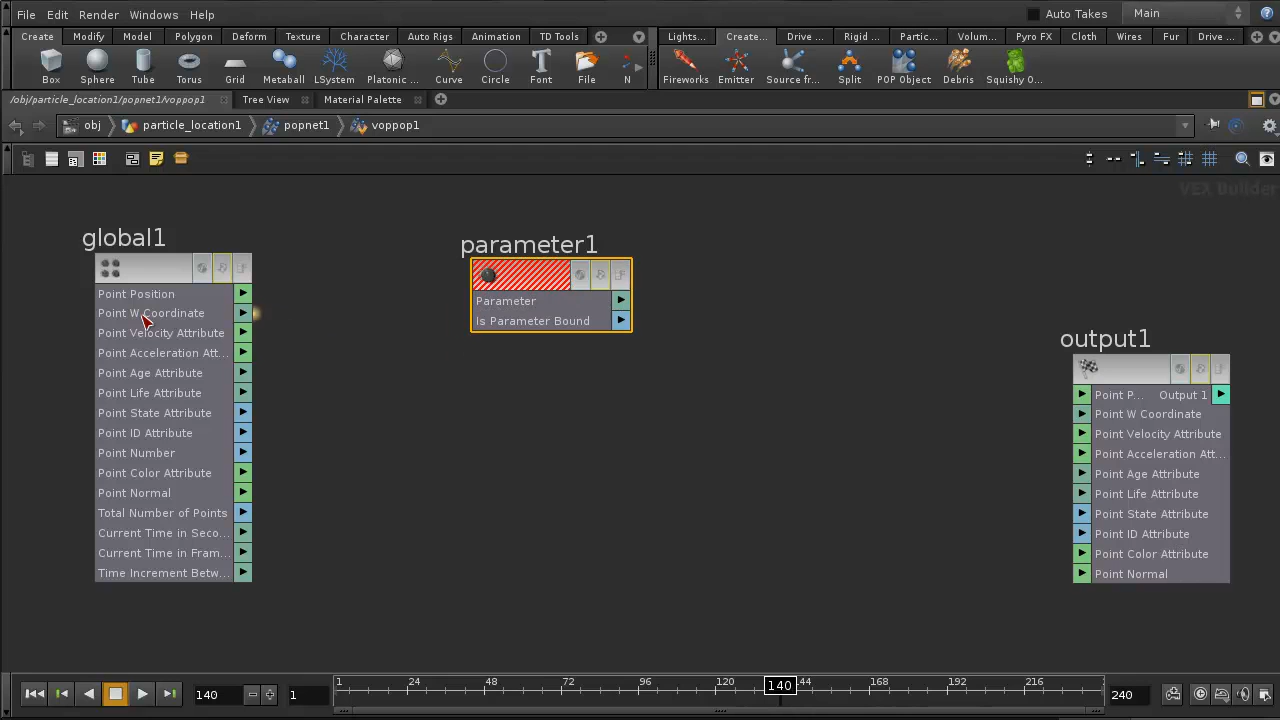 File Edit Render Windows Help Auto Takes Main
Create Modify Model Polygon Deform Texture Character Auto Rigs Animation TD Tools Lights... Create... Drive ... Rigid ... Partic... Volum... Pyro FX Cloth Wires Fur Drive ...
Box Sphere Tube Torus Grid Metaball LSystem Platonic ... Curve Circle Font File N Fireworks Emitter Source fr... Split POP Object Debris Squishy O...
/obj/particle_location1/popnet1/voppop1 Tree View Material Palette
obj particle_location1 popnet1 voppop1
VEX Builder
global1
Point Position
Point W Coordinate
Point Velocity Attribute
Point Acceleration Att...
Point Age Attribute
Point Life Attribute
Point State Attribute
Point ID Attribute
Point Number
Point Color Attribute
Point Normal
Total Number of Points
Current Time in Seco...
Current Time in Fram...
Time Increment Betw...
parameter1
Parameter
Is Parameter Bound
output1
Point P... Output 1
Point W Coordinate
Point Velocity Attribute
Point Acceleration Att...
Point Age Attribute
Point Life Attribute
Point State Attribute
Point ID Attribute
Point Color Attribute
Point Normal
140 1 1 24 48 72 96 120 140 144 168 192 216 240